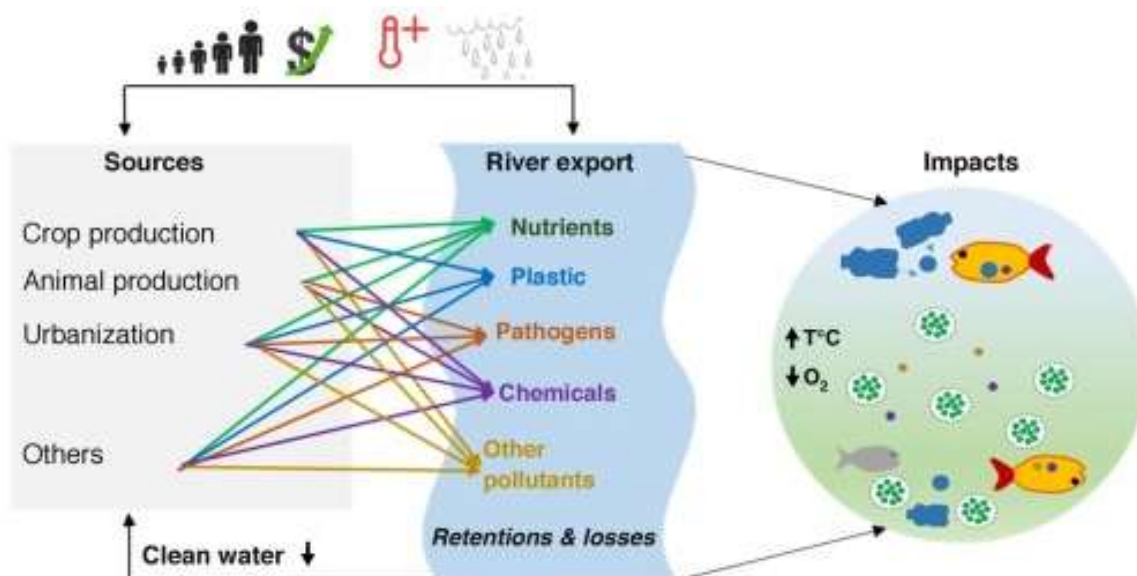 Sources
River export
Impacts
Crop production
Animal production
Urbanization
Others
Nutrients
Plastic
Pathogens
Chemicals
Other
pollutants
Retentions & losses
Clean water ↓
↑ T°C
↓ O₂